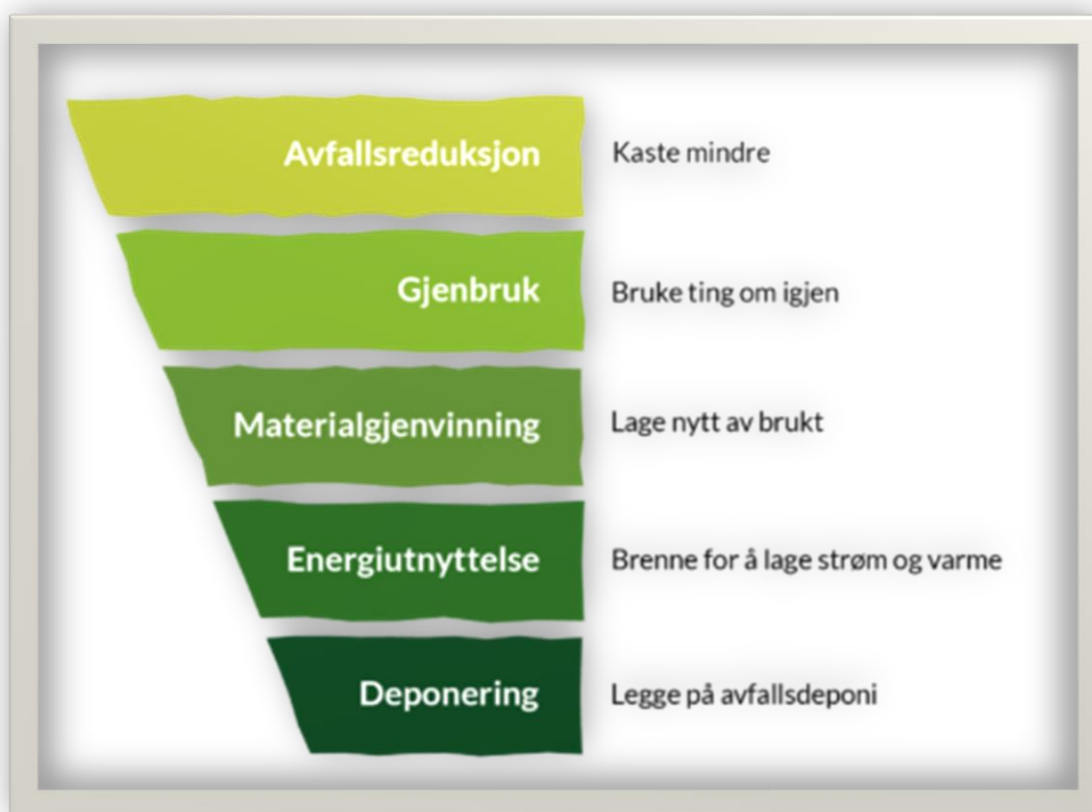 Avfallsreduksjon Kaste mindre
Gjenbruk Bruke ting om igjen
Materialgjenvinning Lage nytt av brukt
Energiutnyttelse Brenne for å lage strøm og varme
Deponering Legge på avfallsdeponi